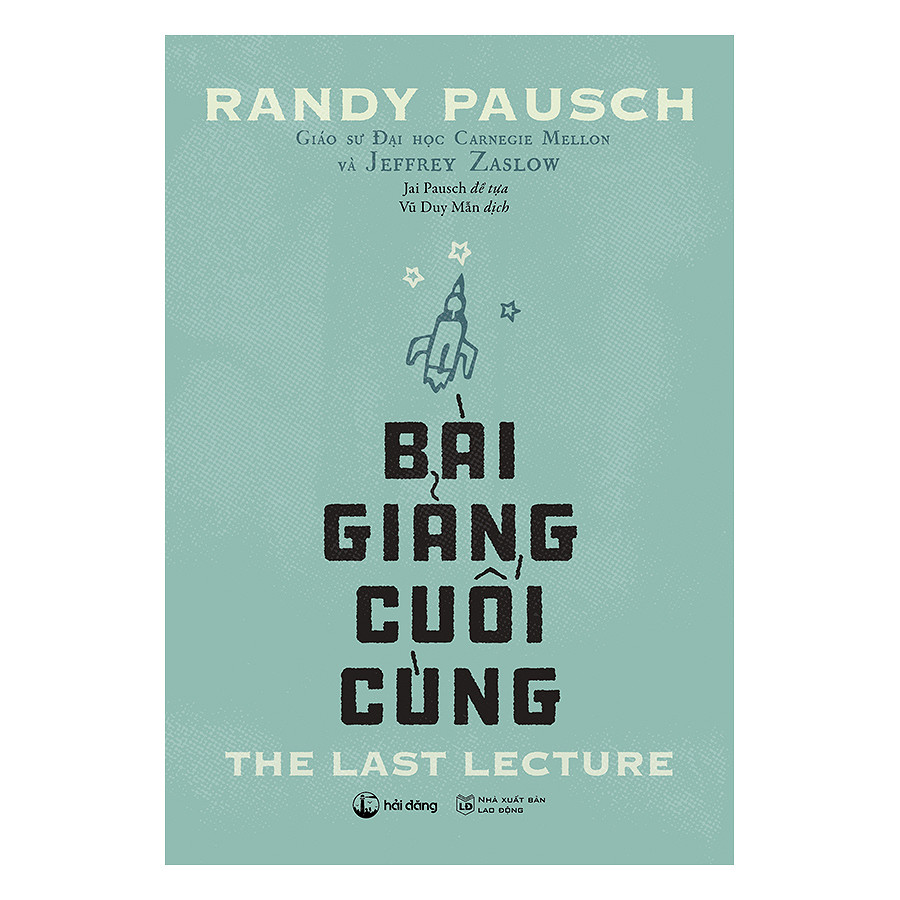 RANDY PAUSCH
GIÁO SƯ ĐẠI HỌC CARNEGIE MELLON
VÀ JEFFREY ZASLOW
Jai Pausch đề tựa
Vũ Duy Mẫn dịch
BÀI
GIẢNG
CUỐI
CÙNG
THE LAST LECTURE
hải đăng
LĐ
NHÀ XUẤT BẢN
LAO ĐỘNG